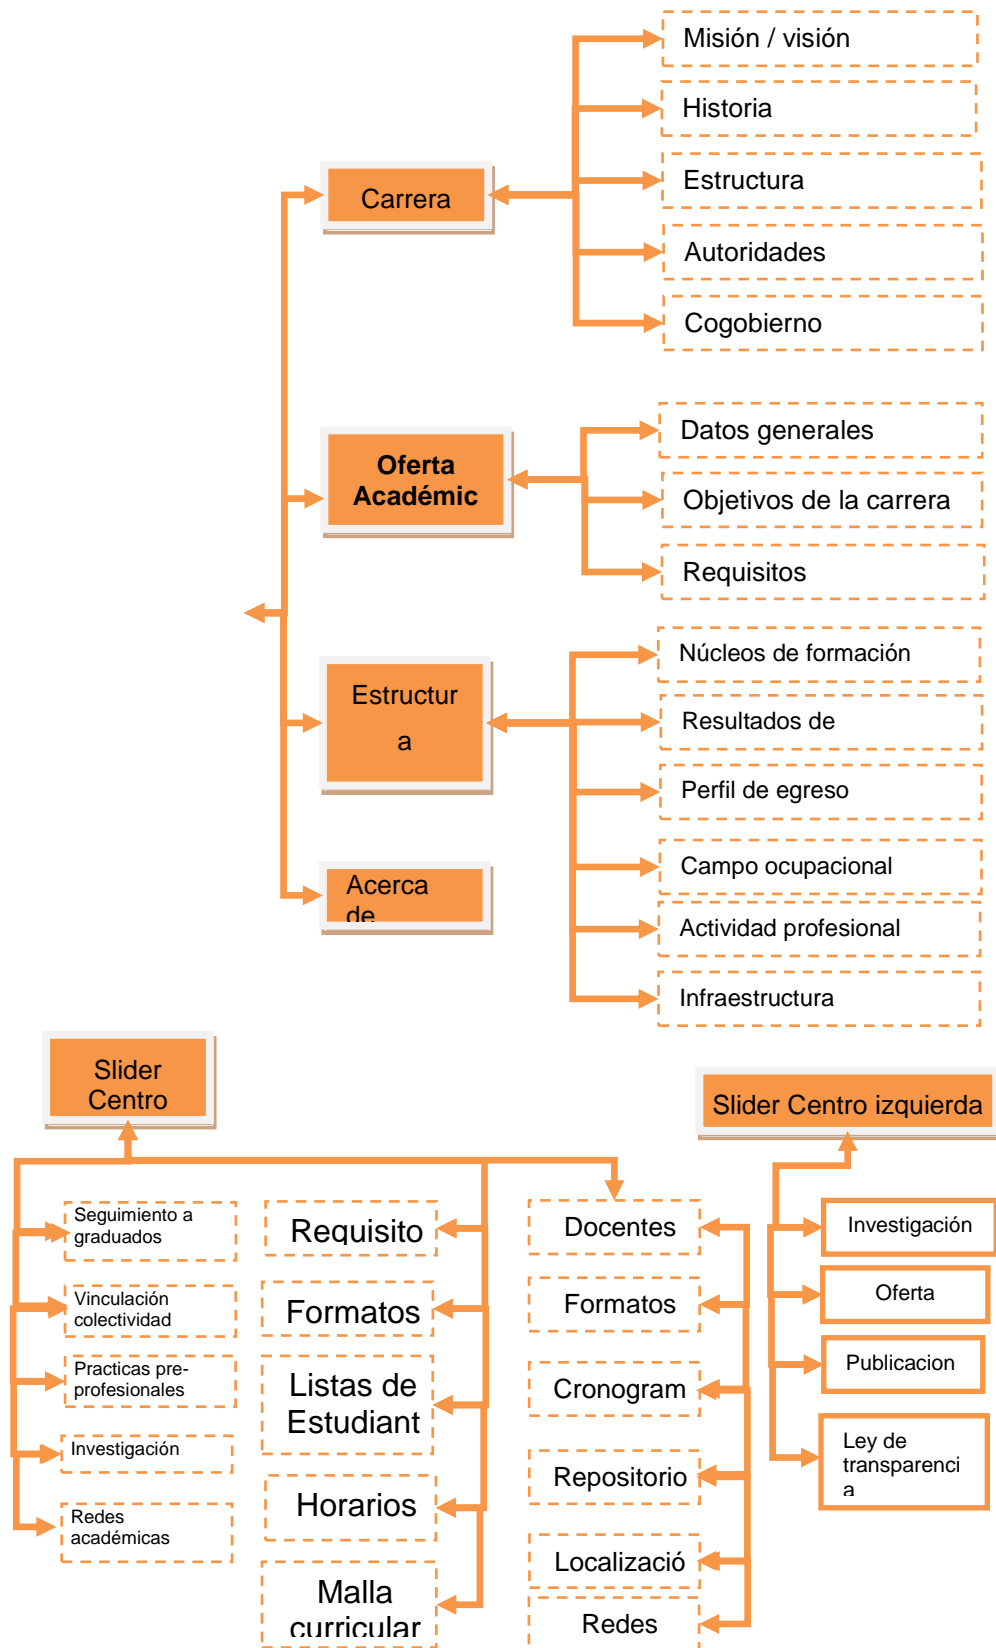 Misión / visión
Historia
Estructura
Autoridades
Cogobierno
Carrera
Datos generales
Objetivos de la carrera
Requisitos
Oferta
Académic
Núcleos de formación
Resultados de
Perfil de egreso
Campo ocupacional
Actividad profesional
Infraestructura
Estructur
a
Acerca
de
Slider
Centro
Seguimiento a
graduados
Vinculación
colectividad
Practicas pre-
profesionales
Investigación
Redes
académicas
Requisito
Formatos
Listas de
Estudiant
Horarios
Malla
curricular
Docentes
Formatos
Cronogram
Repositorio
Localizació
Redes
Slider Centro izquierda
Investigación
Oferta
Publicacion
Ley de
transparenci
a